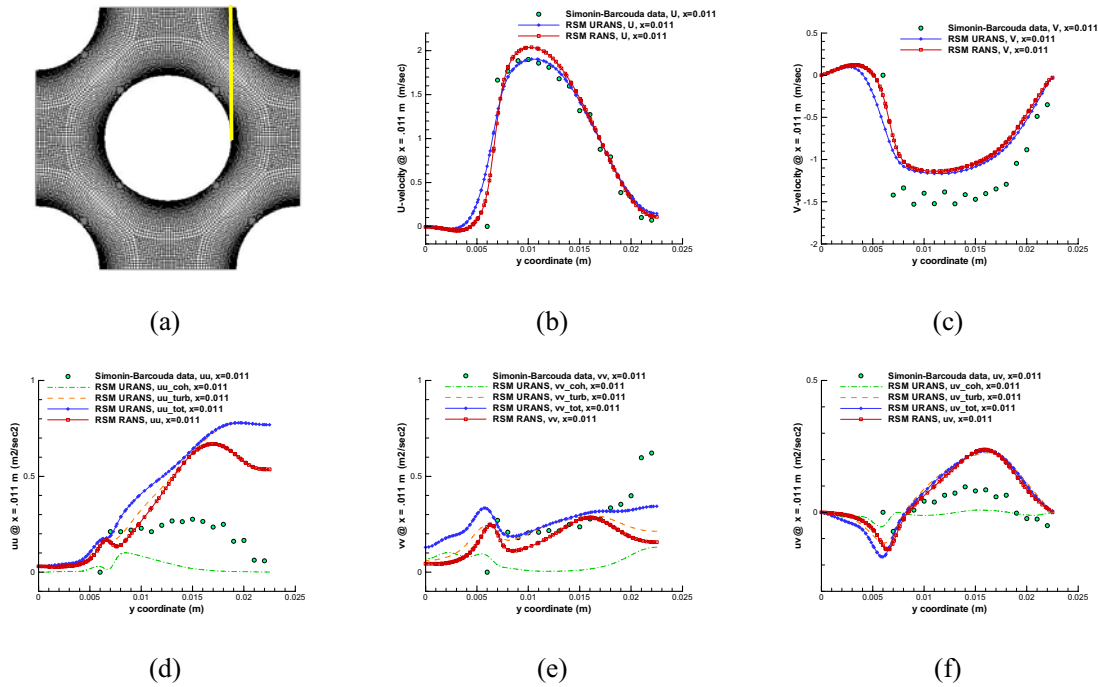 Simonin-Barcouda data, U, x=0.011
RSM URANS, U, x=0.011
RSM RANS, U, x=0.011
U-velocity @ x = .011 m (m/sec)
2
1.5
1
0.5
0
0
0.005
0.01
0.015
0.02
0.025
y coordinate (m)
Simonin-Barcouda data, V, x=0.011
RSM URANS, V, x=0.011
RSM RANS, V, x=0.011
V-velocity @ x = .011 m (m/sec)
0.5
0
-0.5
-1
-1.5
-2
0
0.005
0.01
0.015
0.02
0.025
y coordinate (m)
(a)
(b)
(c)
Simonin-Barcouda data, uu, x=0.011
RSM URANS, uu_coh, x=0.011
RSM URANS, uu_turb, x=0.011
RSM URANS, uu_tot, x=0.011
RSM RANS, uu, x=0.011
uu @ x = .011 m (m2/sec2)
1
0.5
0
0
0.005
0.01
0.015
0.02
0.025
y coordinate (m)
Simonin-Barcouda data, vv, x=0.011
RSM URANS, vv_coh, x=0.011
RSM URANS, vv_turb, x=0.011
RSM URANS, vv_tot, x=0.011
RSM RANS, vv, x=0.011
vv @ x = .011 m (m2/sec2)
1
0.5
0
0
0.005
0.01
0.015
0.02
0.025
y coordinate (m)
Simonin-Barcouda data, uv, x=0.011
RSM URANS, uv_coh, x=0.011
RSM URANS, uv_turb, x=0.011
RSM URANS, uv_tot, x=0.011
RSM RANS, uv, x=0.011
uv @ x = .011 m (m2/sec2)
0.5
0
0
0.005
0.01
0.015
0.02
0.025
y coordinate (m)
(d)
(e)
(f)